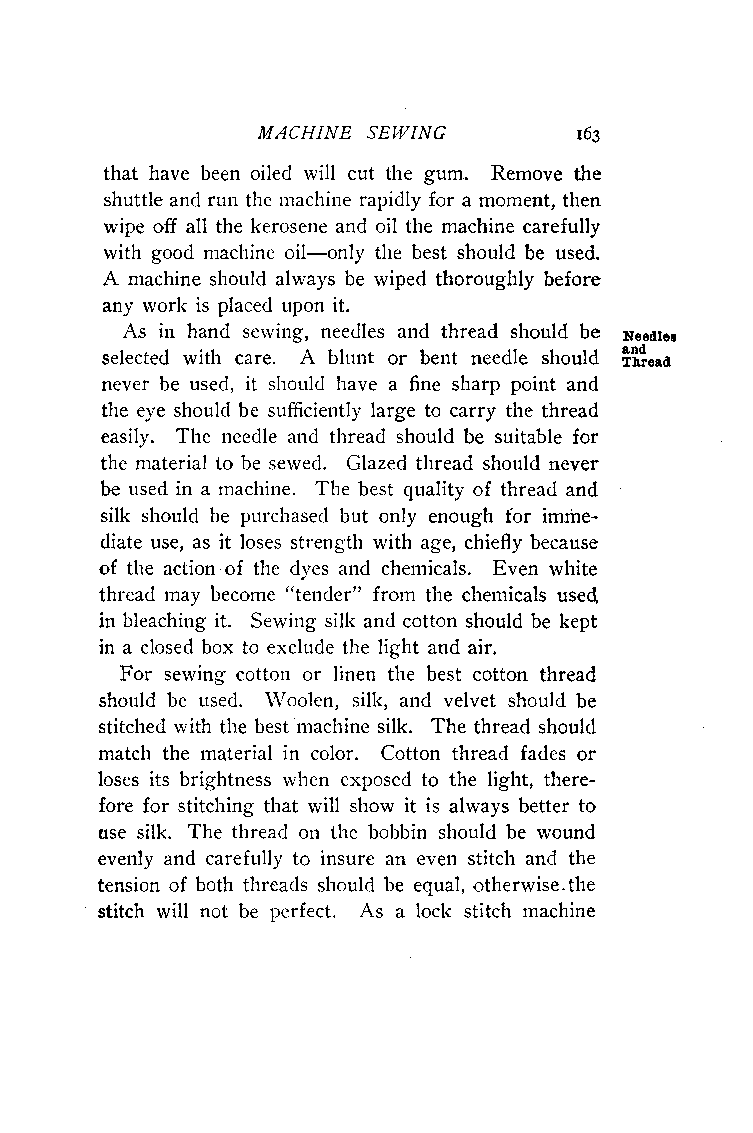 MACHINE SEWING 163
that have been oiled will cut the gum. Remove the
shuttle and run the machine rapidly for a moment, then
wipe off all the kerosene and oil the machine carefully
with good machine oil—only the best should be used.
A machine should always be wiped thoroughly before
any work is placed upon it.
As in hand sewing, needles and thread should be
Needles
and
Thread
selected with care. A blunt or bent needle should
never be used, it should have a fine sharp point and
the eye should be sufficiently large to carry the thread
easily. The needle and thread should be suitable for
the material to be sewed. Glazed thread should never
be used in a machine. The best quality of thread and
silk should be purchased but only enough for imme-
diate use, as it loses strength with age, chiefly because
of the action of the dyes and chemicals. Even white
thread may become “tender” from the chemicals used
in bleaching it. Sewing silk and cotton should be kept
in a closed box to exclude the light and air.
For sewing cotton or linen the best cotton thread
should be used. Woolen, silk, and velvet should be
stitched with the best machine silk. The thread should
match the material in color. Cotton thread fades or
loses its brightness when exposed to the light, there-
fore for stitching that will show it is always better to
use silk. The thread on the bobbin should be wound
evenly and carefully to insure an even stitch and the
tension of both threads should be equal, otherwise the
stitch will not be perfect. As a lock stitch machine